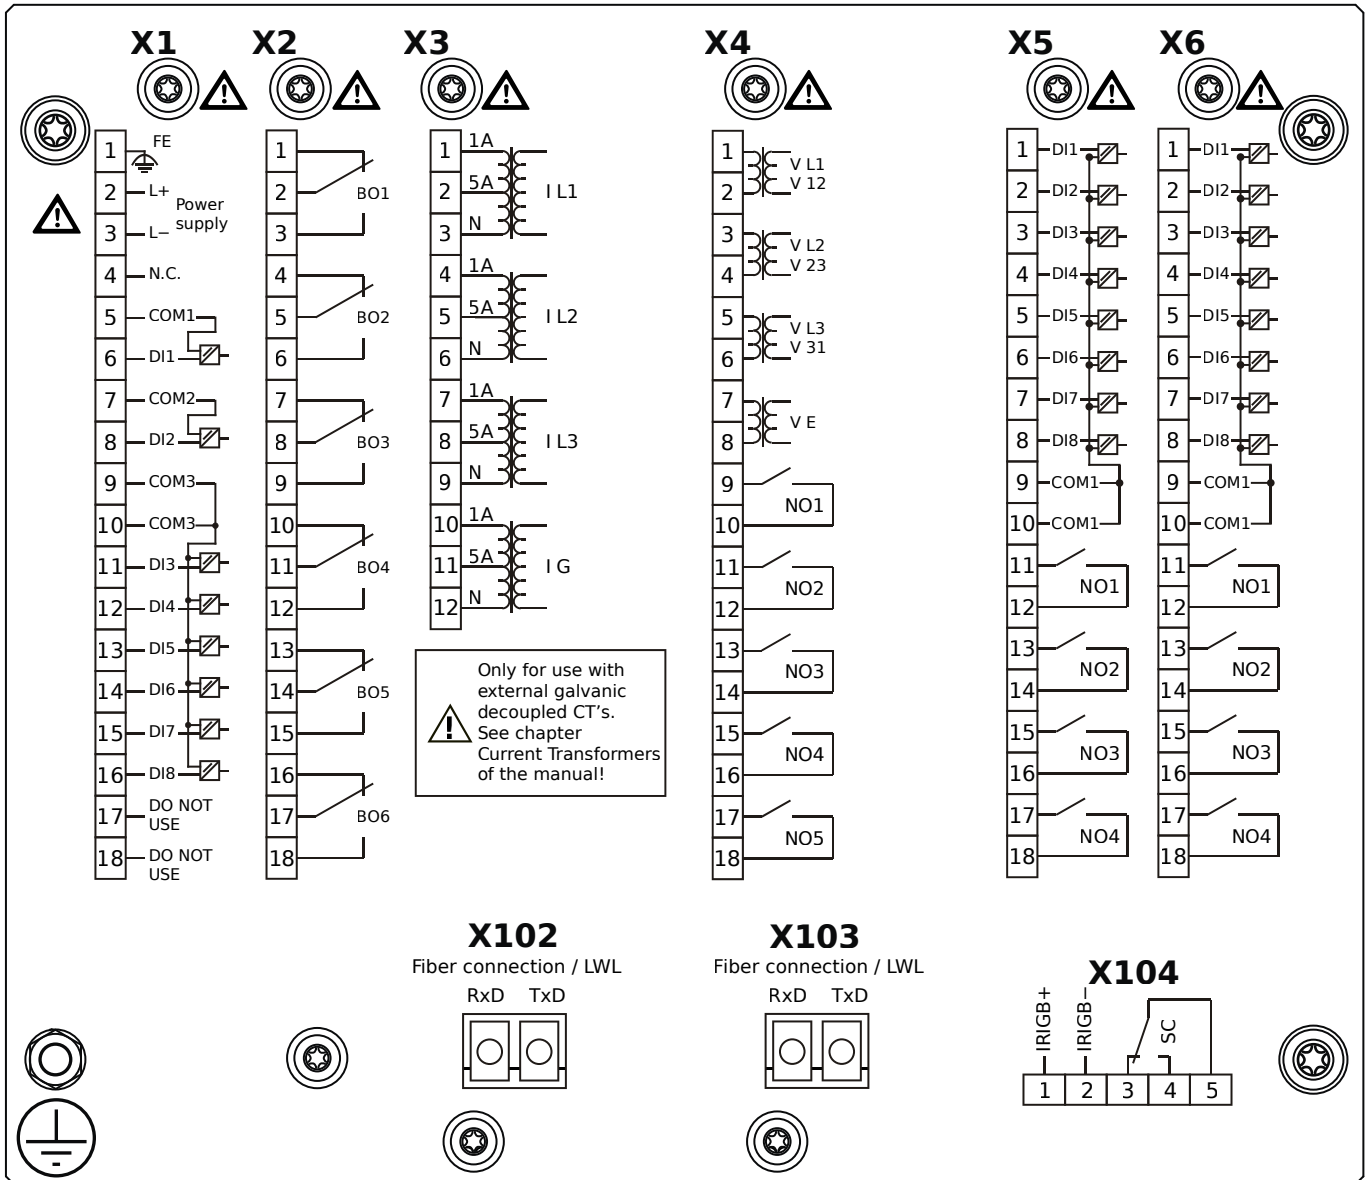 X1
1
FE
2
L+
Power
supply
3
L−
4
N.C.
5
COM1
6
DI1
7
COM2
8
DI2
9
COM3
10
COM3
11
DI3
12
DI4
13
DI5
14
DI6
15
DI7
16
DI8
17
DO NOT
USE
18
DO NOT
USE
X2
1
2
BO1
3
4
5
BO2
6
7
8
BO3
9
10
11
BO4
12
13
14
BO5
15
16
17
BO6
18
X3
1
1A
2
5A
I L1
3
N
4
1A
5
5A
I L2
6
N
7
1A
8
5A
I L3
9
N
10
1A
11
5A
I G
12
N
Only for use with
external galvanic
decoupled CT's.
See chapter
Current Transformers
of the manual!
X4
1
V L1
2
V 12
3
V L2
4
V 23
5
V L3
6
V 31
7
V E
8
9
NO1
10
11
NO2
12
13
NO3
14
15
NO4
16
17
NO5
18
X5
1
DI1
2
DI2
3
DI3
4
DI4
5
DI5
6
DI6
7
DI7
8
DI8
9
COM1
10
COM1
11
NO1
12
13
NO2
14
15
NO3
16
17
NO4
18
X6
1
DI1
2
DI2
3
DI3
4
DI4
5
DI5
6
DI6
7
DI7
8
DI8
9
COM1
10
COM1
11
NO1
12
13
NO2
14
15
NO3
16
17
NO4
18
X102
Fiber connection / LWL
RxD TxD
X103
Fiber connection / LWL
RxD TxD
X104
IRIGB+
IRIGB−
SC
1 2 3 4 5